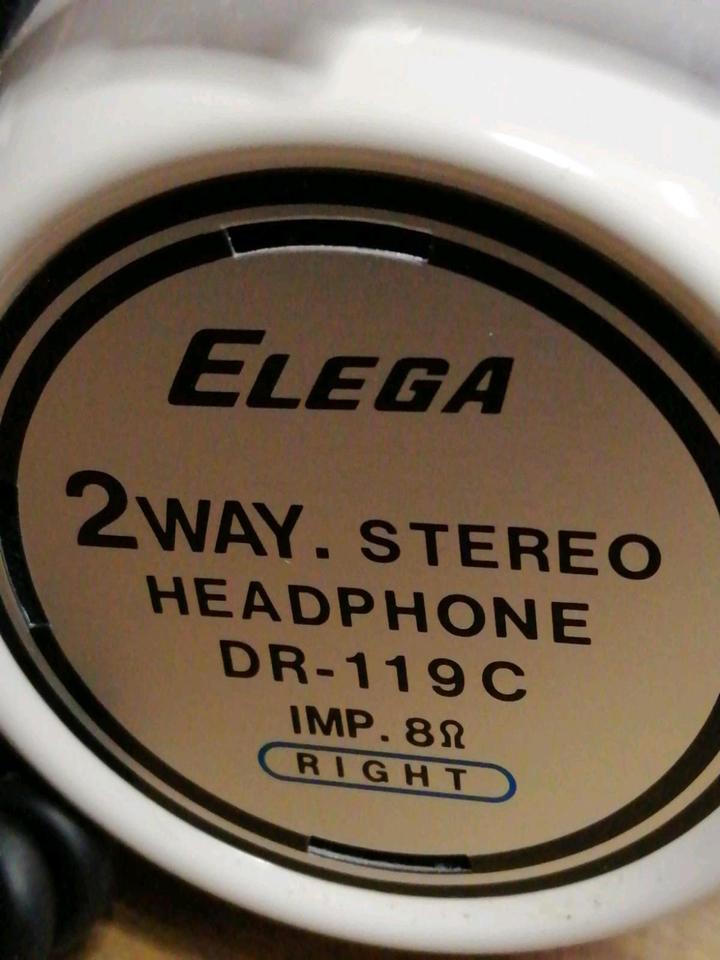 ELEGA
2WAY. STEREO
HEADPHONE
DR-119C
IMP. 8Ω
RIGHT